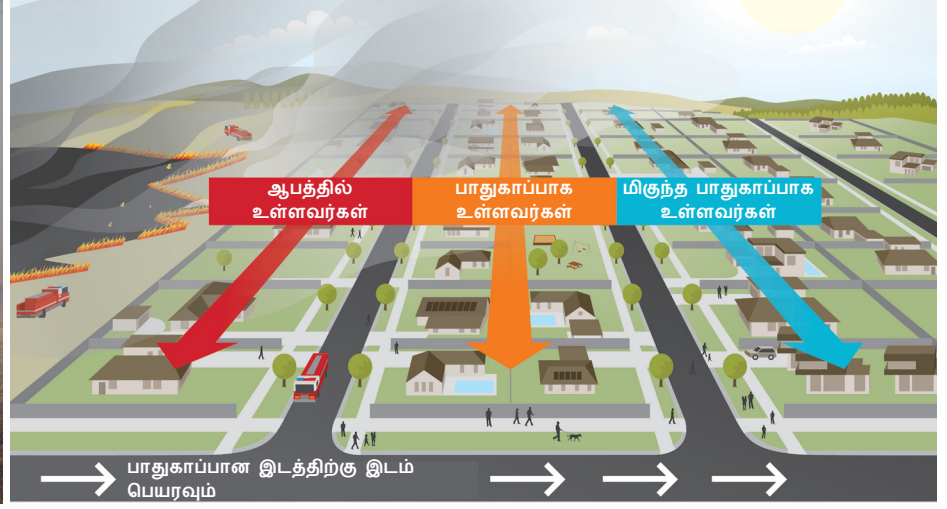 ஆபத்தில்
உள்ளவர்கள்
பாதுகாப்பாக
உள்ளவர்கள்
மிகுந்த பாதுகாப்பாக
உள்ளவர்கள்
பாதுகாப்பான இடத்திற்கு இடம்
பெயரவும்